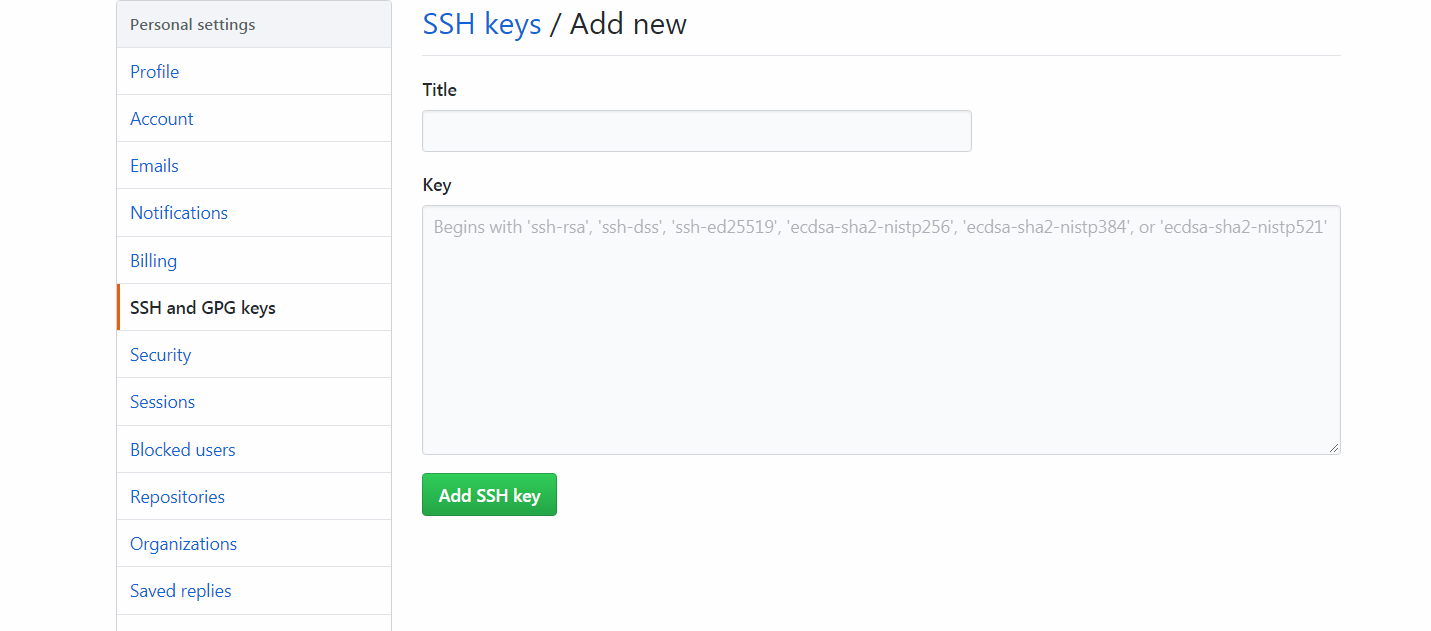 Personal settings
Profile
Account
Emails
Notifications
Billing
SSH and GPG keys
Security
Sessions
Blocked users
Repositories
Organizations
Saved replies
SSH keys / Add new
Title
Key
Begins with 'ssh-rsa', 'ssh-dss', 'ssh-ed25519', 'ecdsa-sha2-nistp256', 'ecdsa-sha2-nistp384', or 'ecdsa-sha2-nistp521'
Add SSH key